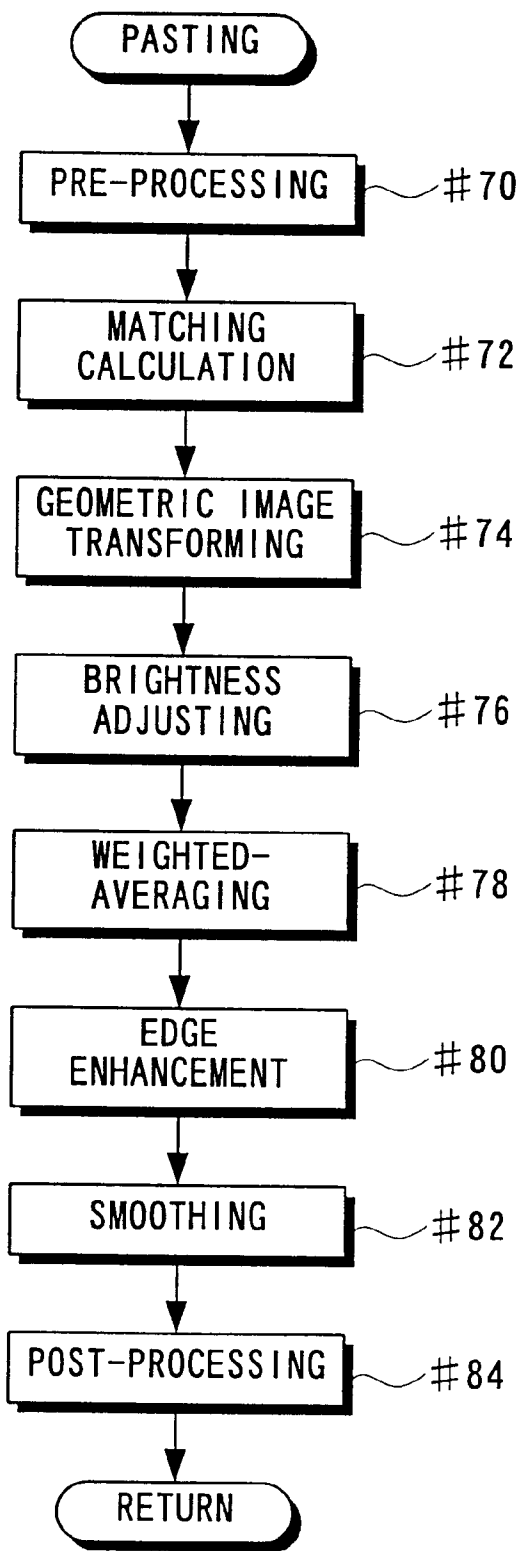 PASTING
PRE-PROCESSING #70
MATCHING
CALCULATION #72
GEOMETRIC IMAGE
TRANSFORMING #74
BRIGHTNESS
ADJUSTING #76
WEIGHTED-
AVERAGING #78
EDGE
ENHANCEMENT #80
SMOOTHING #82
POST-PROCESSING #84
RETURN